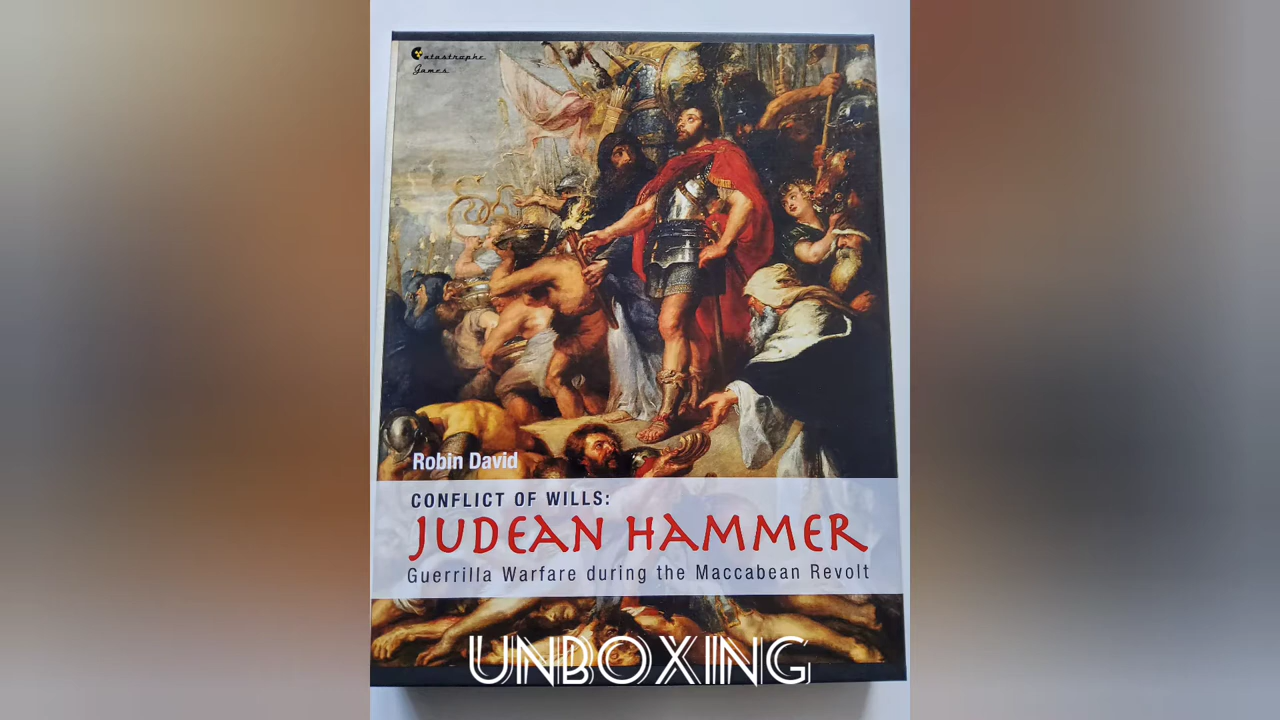 Catastrophe
Games
Robin David
CONFLICT OF WILLS:
JUDEAN HAMMER
Guerrilla Warfare during the Maccabean Revolt
UNBOXING